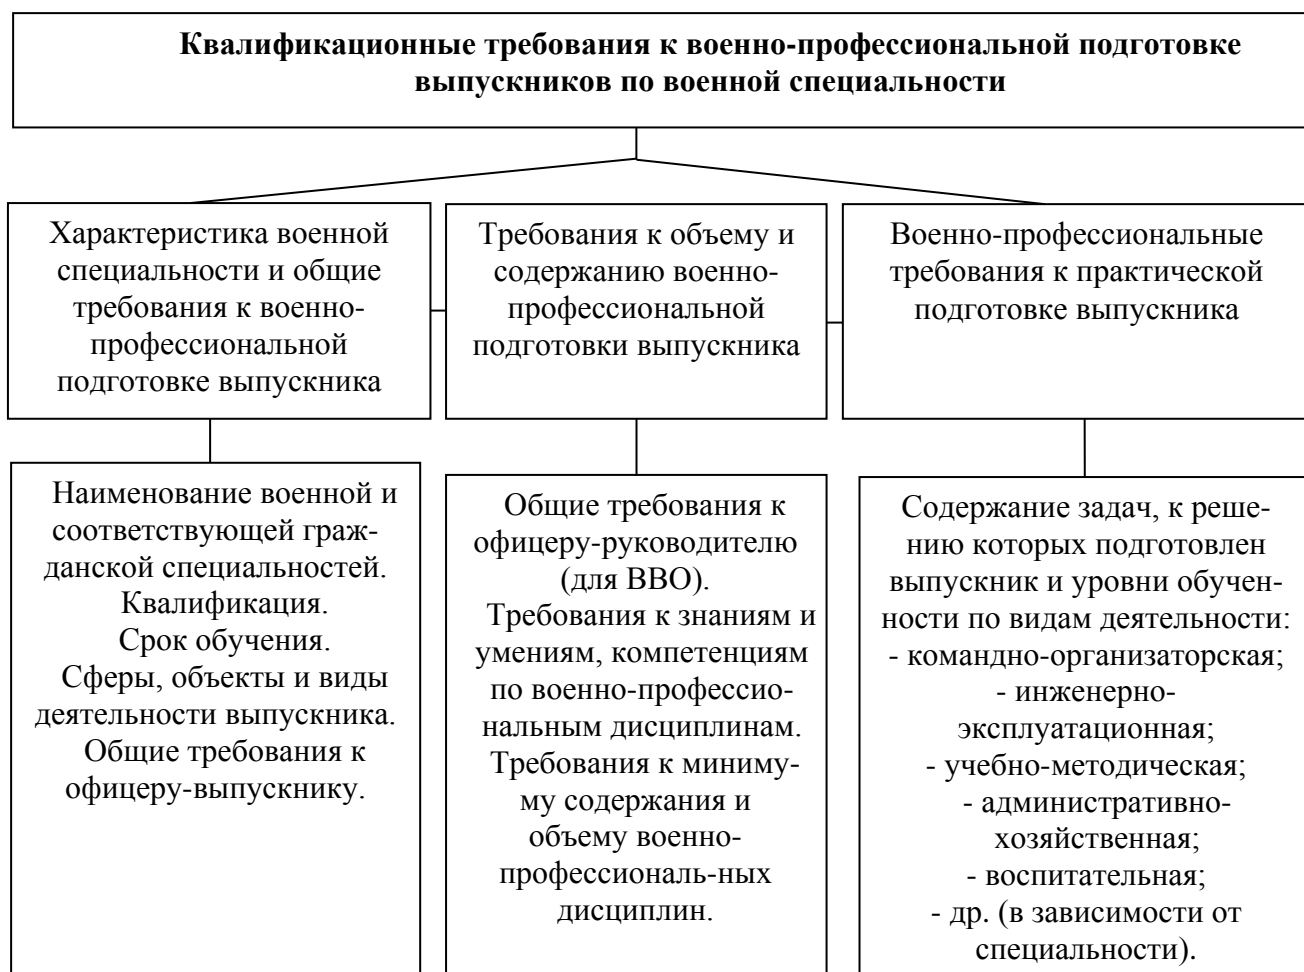 Квалификационные требования к военно-профессиональной подготовке
выпускников по военной специальности
Характеристика военной
специальности и общие
требования к военно-
профессиональной
подготовке выпускника
Требования к объему и
содержанию военно-
профессиональной
подготовки выпускника
Военно-профессиональные
требования к практической
подготовке выпускника
Наименование военной и
соответствующей граж-
данской специальностей.
Квалификация.
Срок обучения.
Сферы, объекты и виды
деятельности выпускника.
Общие требования к
офицеру-выпускнику.
Общие требования к
офицеру-руководителю
(для ВВО).
Требования к знаниям и
умениям, компетенциям
по военно-профессио-
нальным дисциплинам.
Требования к миниму-
му содержания и
объему военно-
профессиональ-ных
дисциплин.
Содержание задач, к реше-
нию которых подготовлен
выпускник и уровни обучен-
ности по видам деятельности:
- командно-организаторская;
- инженерно-
эксплуатационная;
- учебно-методическая;
- административно-
хозяйственная;
- воспитательная;
- др. (в зависимости от
специальности).